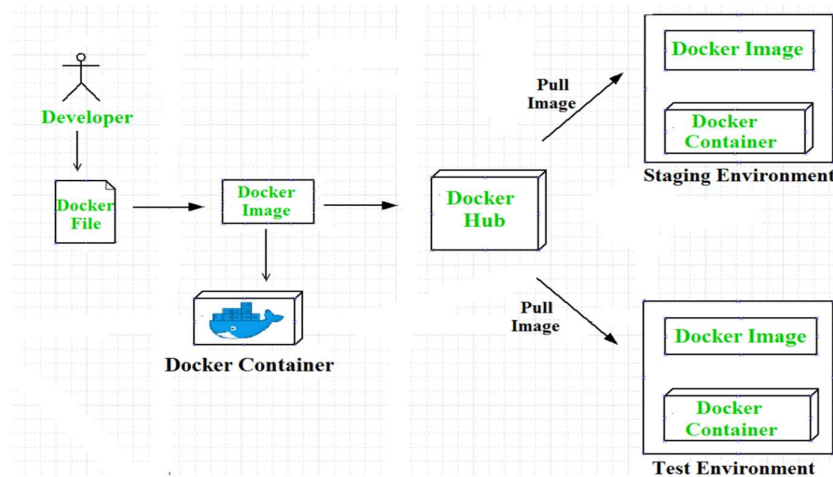 Developer
Docker
File
Docker
Image
Docker Container
Docker
Hub
Pull
Image
Docker Image
Docker
Container
Staging Environment
Pull
Image
Docker Image
Docker
Container
Test Environment